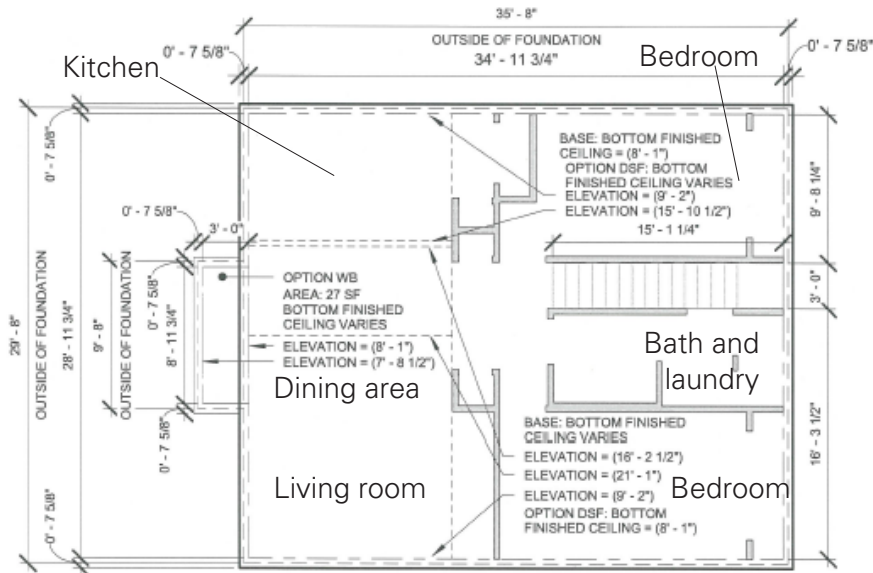 35' - 8"
OUTSIDE OF FOUNDATION
0' - 7 5/8"
34' - 11 3/4"
0' - 7 5/8"
Kitchen
Bedroom
0' - 7 5/8"
BASE: BOTTOM FINISHED
CEILING = (8' - 1")
OPTION DSF: BOTTOM
FINISHED CEILING VARIES
ELEVATION = (9' - 2")
ELEVATION = (15' - 10 1/2")
15' - 1 1/4"
9' - 8 1/4"
0' - 7 5/8"
3' - 0"
OPTION WB
AREA: 27 SF
BOTTOM FINISHED
CEILING VARIES
ELEVATION = (8' - 1")
ELEVATION = (7' - 8 1/2")
Dining area
29' - 8"
OUTSIDE OF FOUNDATION
28' - 11 3/4"
OUTSIDE OF FOUNDATION
9' - 8"
0' - 7 5/8"
8' - 11 3/4"
0' - 7 5/8"
3' - 0"
Bath and
laundry
BASE: BOTTOM FINISHED
CEILING VARIES
ELEVATION = (16' - 2 1/2")
ELEVATION = (21' - 1")
ELEVATION = (9' - 2")
OPTION DSF: BOTTOM
FINISHED CEILING = (8' - 1")
Living room
Bedroom
16' - 3 1/2"
0' - 7 5/8"